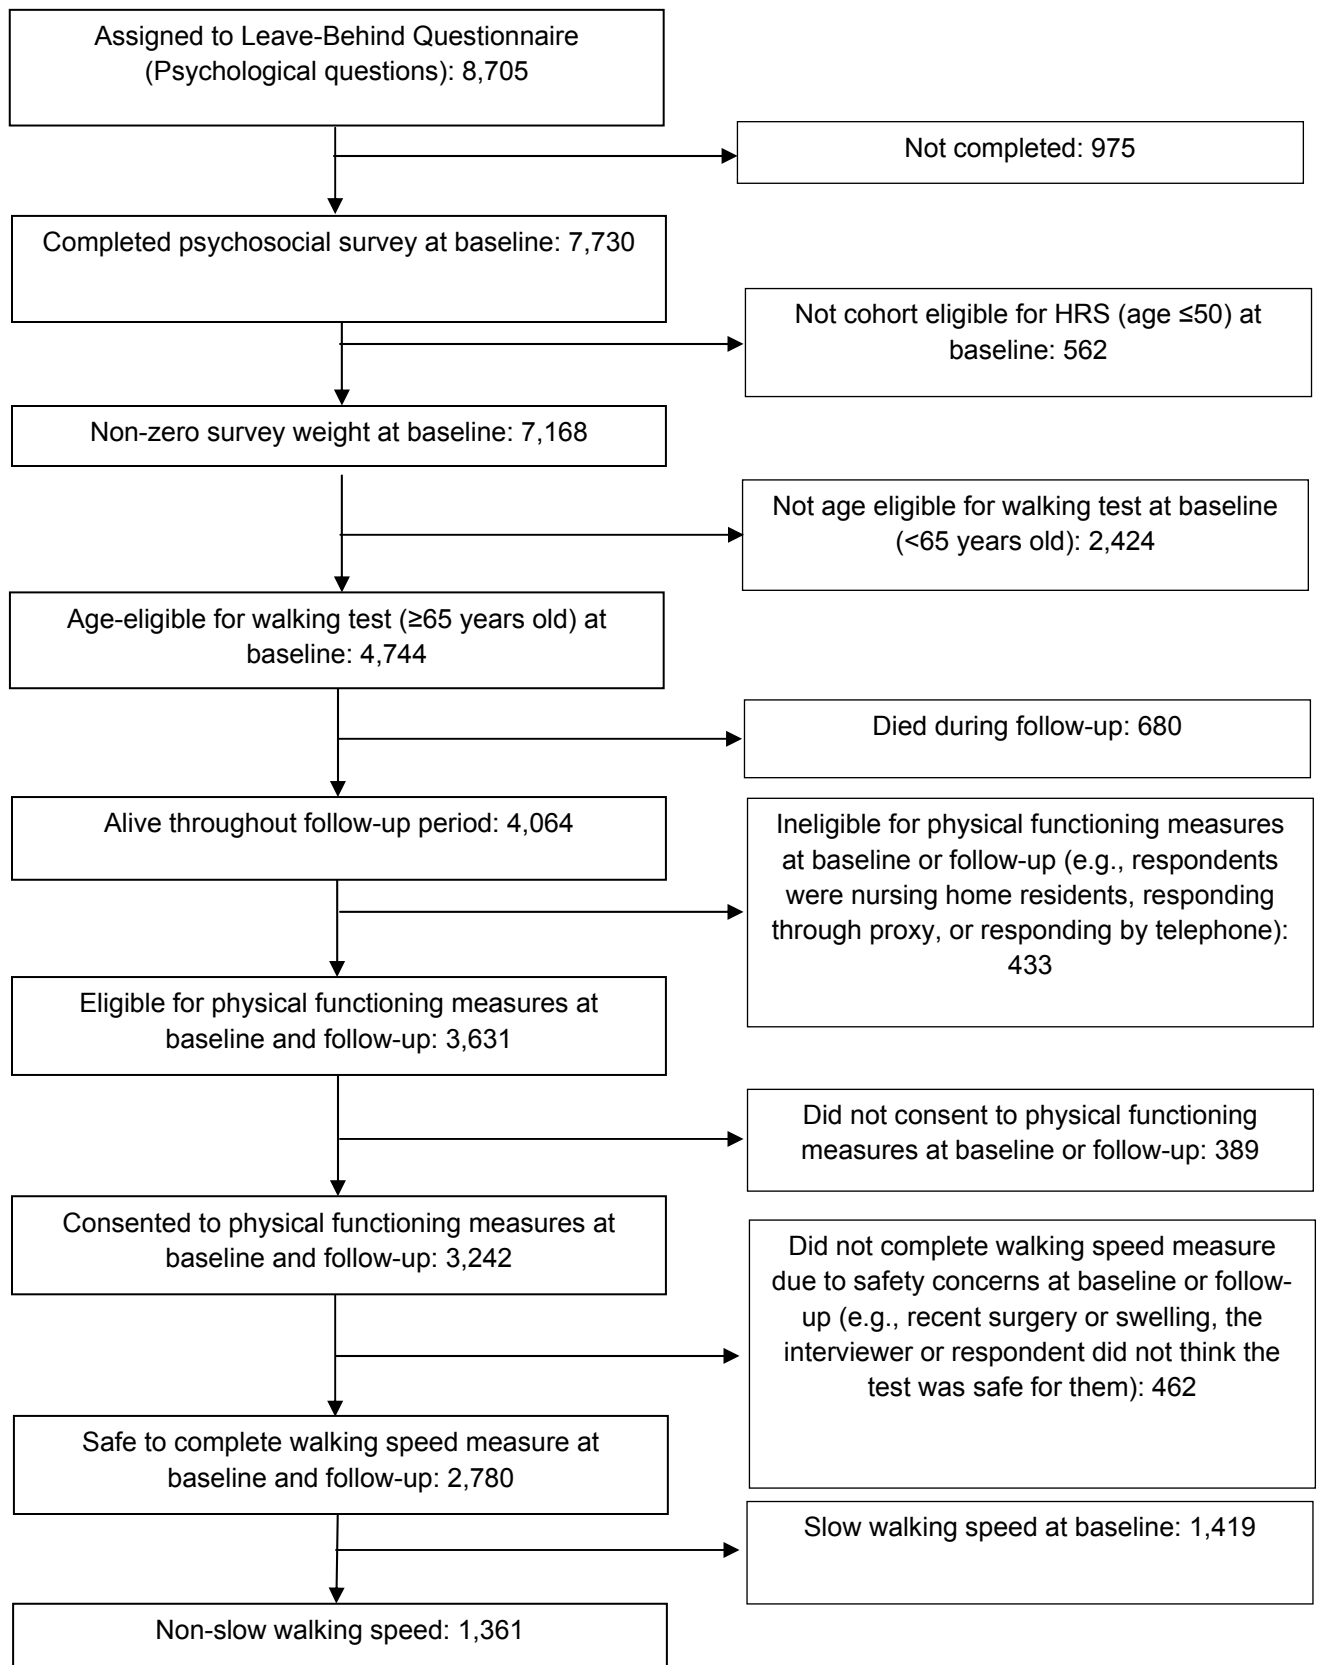 Assigned to Leave-Behind Questionnaire
(Psychological questions): 8,705
Not completed: 975
Completed psychosocial survey at baseline: 7,730
Not cohort eligible for HRS (age ≤50) at
baseline: 562
Non-zero survey weight at baseline: 7,168
Not age eligible for walking test at baseline
(<65 years old): 2,424
Age-eligible for walking test (≥65 years old) at
baseline: 4,744
Died during follow-up: 680
Alive throughout follow-up period: 4,064
Ineligible for physical functioning measures
at baseline or follow-up (e.g., respondents
were nursing home residents, responding
through proxy, or responding by telephone):
433
Eligible for physical functioning measures at
baseline and follow-up: 3,631
Did not consent to physical functioning
measures at baseline or follow-up: 389
Consented to physical functioning measures at
baseline and follow-up: 3,242
Did not complete walking speed measure
due to safety concerns at baseline or follow-
up (e.g., recent surgery or swelling, the
interviewer or respondent did not think the
test was safe for them): 462
Safe to complete walking speed measure at
baseline and follow-up: 2,780
Slow walking speed at baseline: 1,419
Non-slow walking speed: 1,361